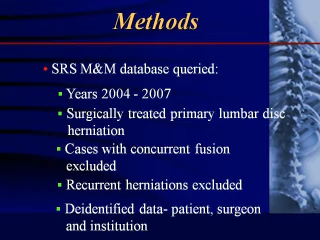 Methods
• SRS M&M database queried:
▪ Years 2004 - 2007
▪ Surgically treated primary lumbar disc
herniation
▪ Cases with concurrent fusion
excluded
▪ Recurrent herniations excluded
▪ Deidentified data- patient, surgeon
and institution